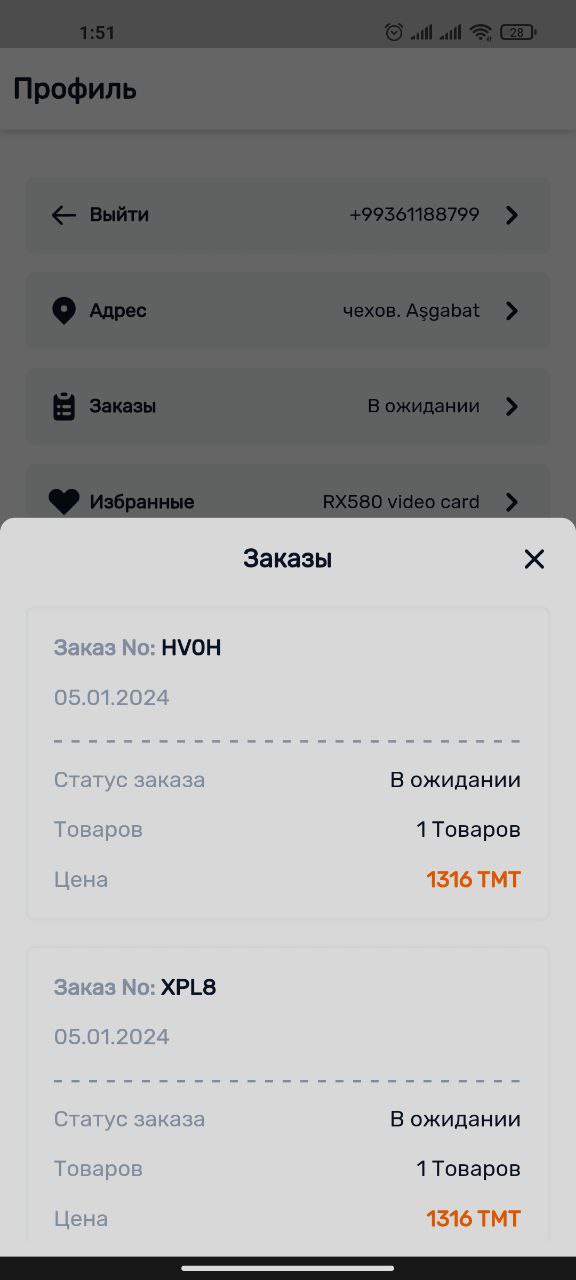 1:51
28
Профиль
Выйти +99361188799
Адрес чехов. Aşgabat
Заказы В ожидании
Избранные RX580 video card
Заказы
Заказ No: HV0H
05.01.2024
Статус заказа В ожидании
Товаров 1 Товаров
Цена 1316 TMT
Заказ No: XPL8
05.01.2024
Статус заказа В ожидании
Товаров 1 Товаров
Цена 1316 TMT